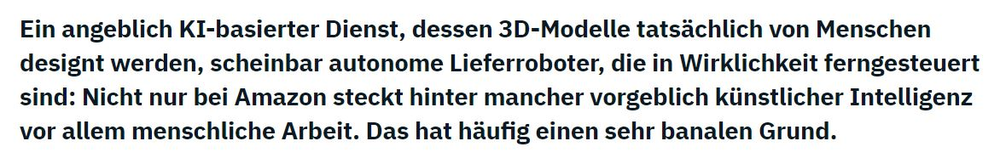 Ein angeblich KI-basierter Dienst, dessen 3D-Modelle tatsächlich von Menschen
designt werden, scheinbar autonome Lieferroboter, die in Wirklichkeit ferngesteuert
sind: Nicht nur bei Amazon steckt hinter mancher vorgeblich künstlicher Intelligenz
vor allem menschliche Arbeit. Das hat häufig einen sehr banalen Grund.